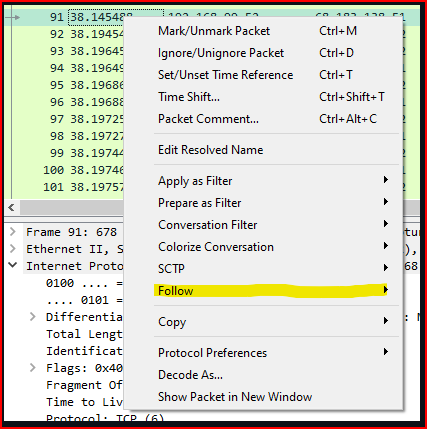 91 38.145488 192.168.99.52 68.183.138.51
92 38.1945
93 38.1948
94 38.1964
95 38.1968
96 38.1968
97 38.1972
98 38.1972
99 38.1974
100 38.1974
101 38.1975
Mark/Unmark Packet Ctrl+M
Ignore/Unignore Packet Ctrl+D
Set/Unset Time Reference Ctrl+T
Time Shift... Ctrl+Shift+T
Packet Comment... Ctrl+Alt+C
Edit Resolved Name
Apply as Filter
Prepare as Filter
Conversation Filter
Colorize Conversation
SCTP
Follow
Copy
Protocol Preferences
Decode As...
Show Packet in New Window
Frame 91: 678
Ethernet II, S
Internet Proto
0100 .... =
.... 0101 =
Differentia
Total Lengt
Identificat
Flags: 0x40
Fragment Of
Time to Liv
Protocol: TCP (6)